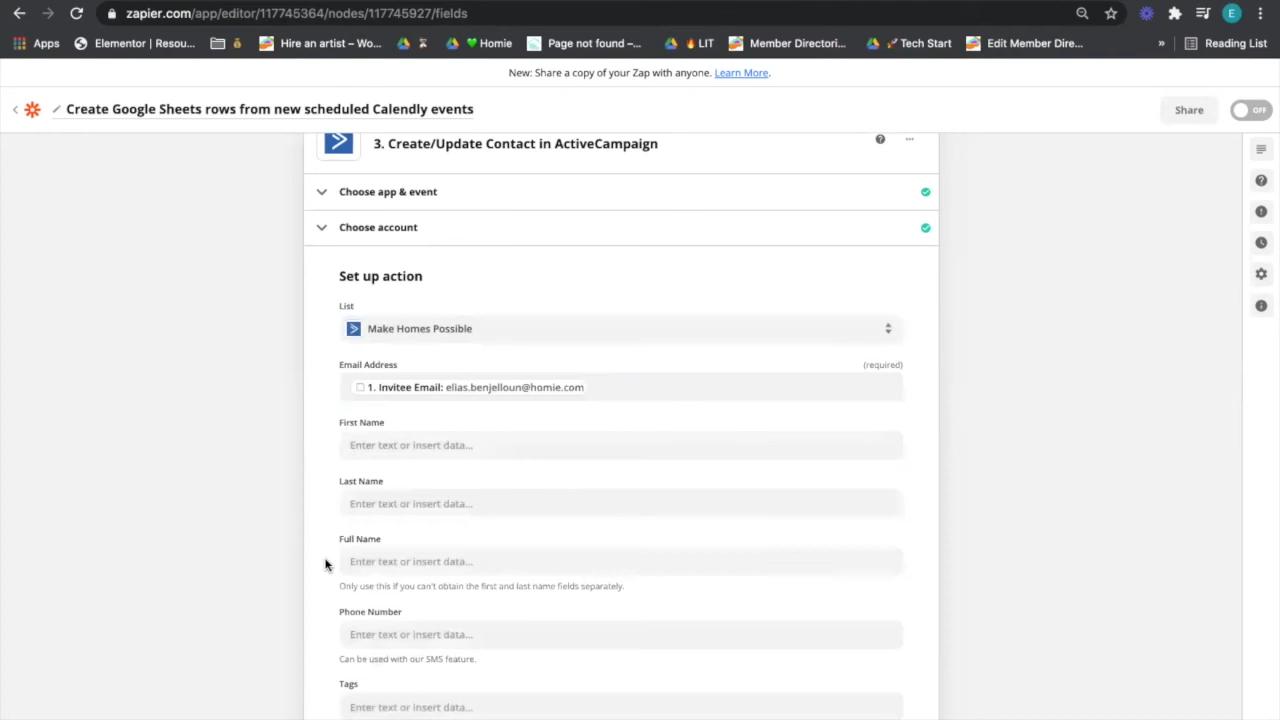 zapier.com/app/editor/117745364/nodes/117745927/fields
E
Apps
Elementor | Resou...
Hire an artist – Wo...
Page not found –...
Homie
LIT
Member Directori...
Tech Start
Edit Member Dire...
»
Reading List
New: Share a copy of your Zap with anyone. Learn More.
Create Google Sheets rows from new scheduled Calendly events
Share
OFF
3. Create/Update Contact in ActiveCampaign
Choose app & event
Choose account
Set up action
List
Make Homes Possible
Email Address
(required)
1. Invitee Email: elias.benjelloun@homie.com
First Name
Enter text or insert data...
Last Name
Enter text or insert data...
Full Name
Enter text or insert data...
Only use this if you can't obtain the first and last name fields separately.
Phone Number
Enter text or insert data...
Can be used with our SMS feature.
Tags
Enter text or insert data...